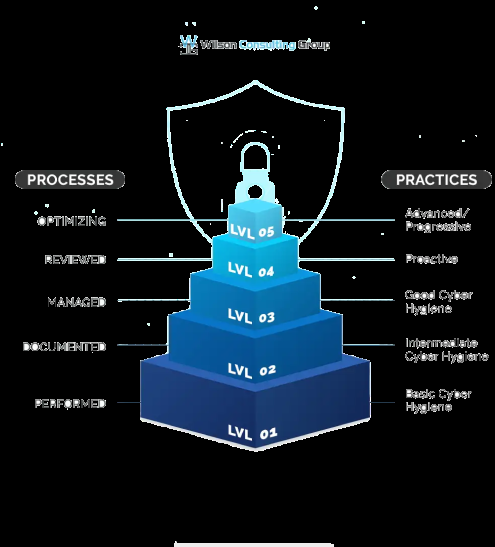 Wilson Consulting Group
PROCESSES
PRACTICES
OPTIMIZING
LVL 05
Advanced/
Progressive
REVIEWED
LVL 04
Proactive
MANAGED
LVL 03
Good Cyber
Hygiene
DOCUMENTED
LVL 02
Intermediate
Cyber Hygiene
PERFORMED
LVL 01
Basic Cyber
Hygiene